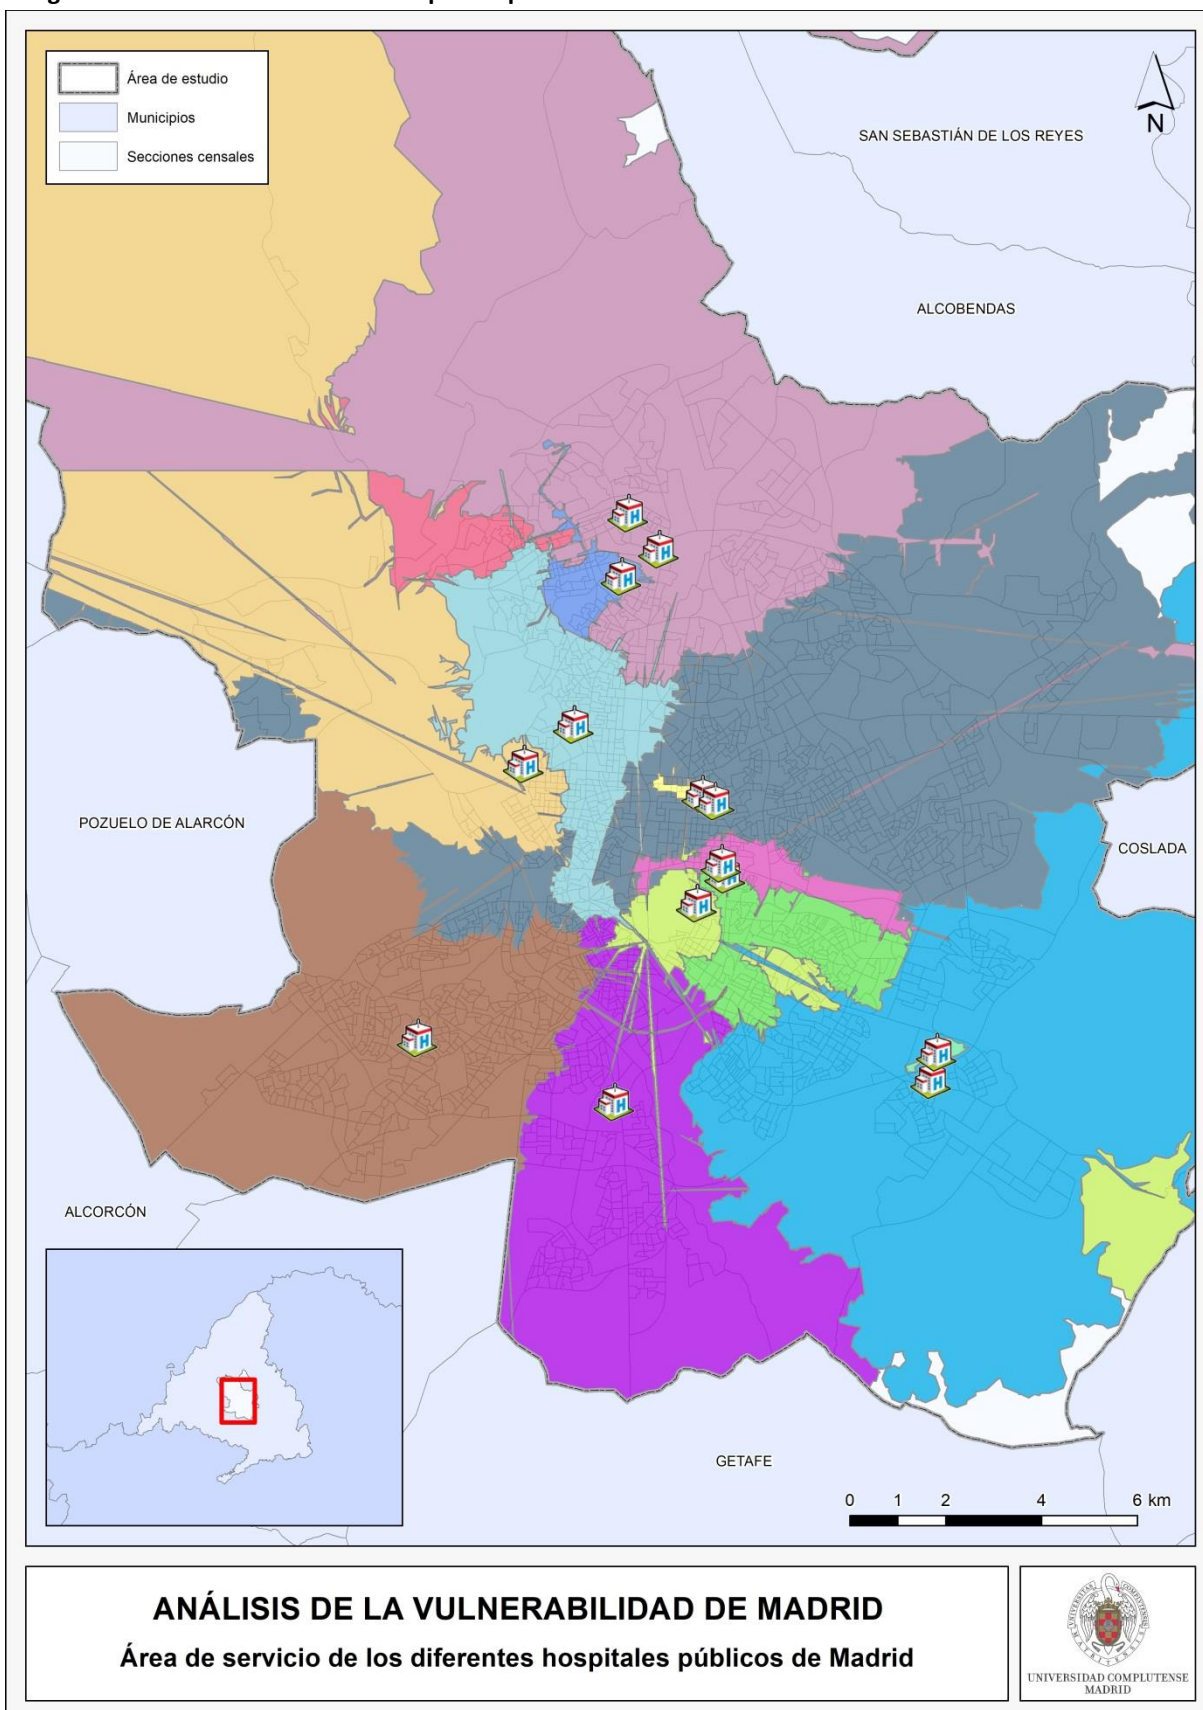 Área de estudio
Municipios
Secciones censales
N
SAN SEBASTIÁN DE LOS REYES
ALCOBENDAS
POZUELO DE ALARCÓN
COSLADA
ALCORCÓN
GETAFE
0 1 2 4 6 km
ANÁLISIS DE LA VULNERABILIDAD DE MADRID
Área de servicio de los diferentes hospitales públicos de Madrid
UNIVERSIDAD COMPLUTENSE
MADRID